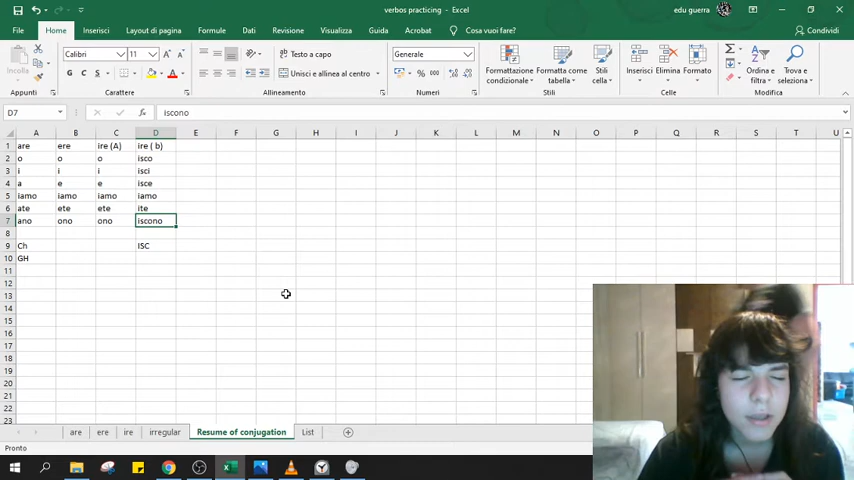 verbos practicing - Excel
edu guerra
File Home Inserisci Layout di pagina Formule Dati Revisione Visualizza Guida Acrobat Cosa vuoi fare? Condividi
Incolla
Calibri 11 A A
Testo a capo
Generale
G C S
Unisci e allinea al centro
% 000
Formattazione condizionale
Formatta come tabella
Stili cella
Inserisci Elimina Formato
Ordina e filtra
Trova e seleziona
Appunti Carattere Allineamento Numeri Stili Celle Modifica
D7 fx iscono
A B C D E F G H I J K L M N O P Q R S T U
1 are ere ire (A) ire ( b)
2 o o o isco
3 i i i isci
4 a e e isce
5 iamo iamo iamo iamo
6 ate ete ete ite
7 ano ono ono iscono
8
9 Ch ISC
10 GH
11
12
13
14
15
16
17
18
19
20
21
22
23
are ere ire irregular Resume of conjugation List
Pronto